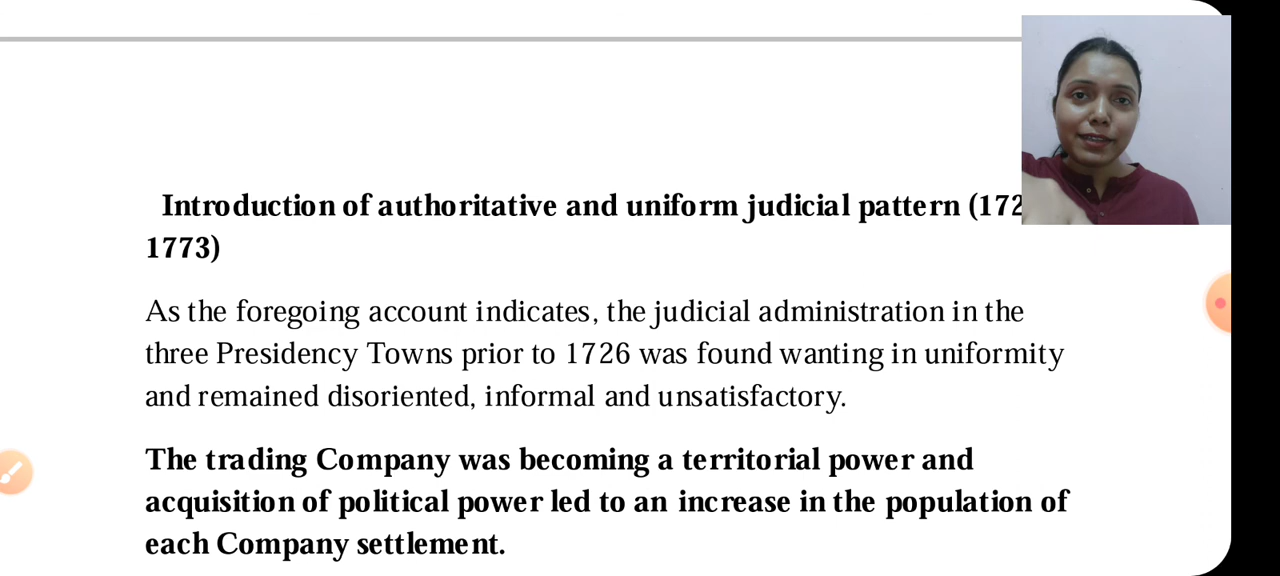 Introduction of authoritative and uniform judicial pattern (172
1773)
As the foregoing account indicates, the judicial administration in the
three Presidency Towns prior to 1726 was found wanting in uniformity
and remained disoriented, informal and unsatisfactory.
The trading Company was becoming a territorial power and
acquisition of political power led to an increase in the population of
each Company settlement.